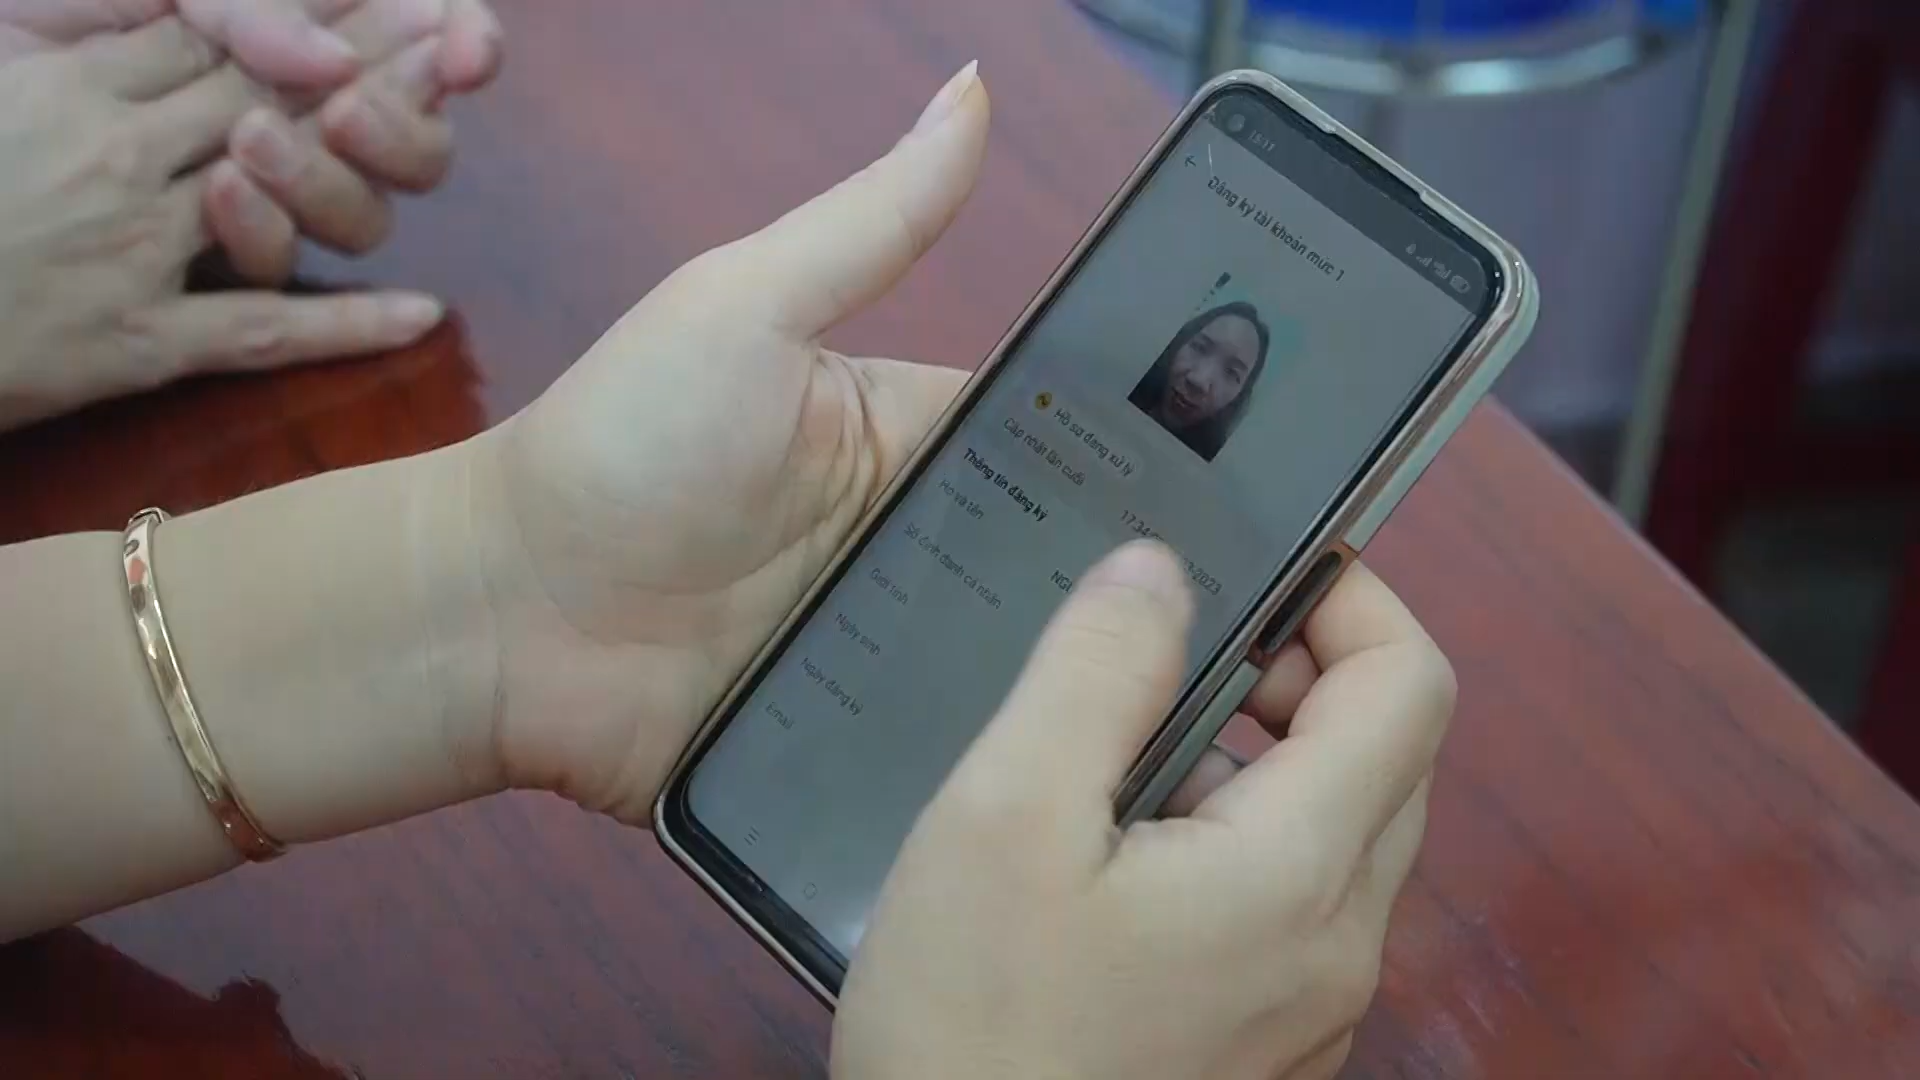 15:11
Đăng ký tài khoản mức 1
Hồ sơ đang xử lý
Cập nhật lần cuối
Thông tin đăng ký
Họ và tên
Số định danh cá nhân
Giới tính
Ngày sinh
Ngày đăng ký
Email